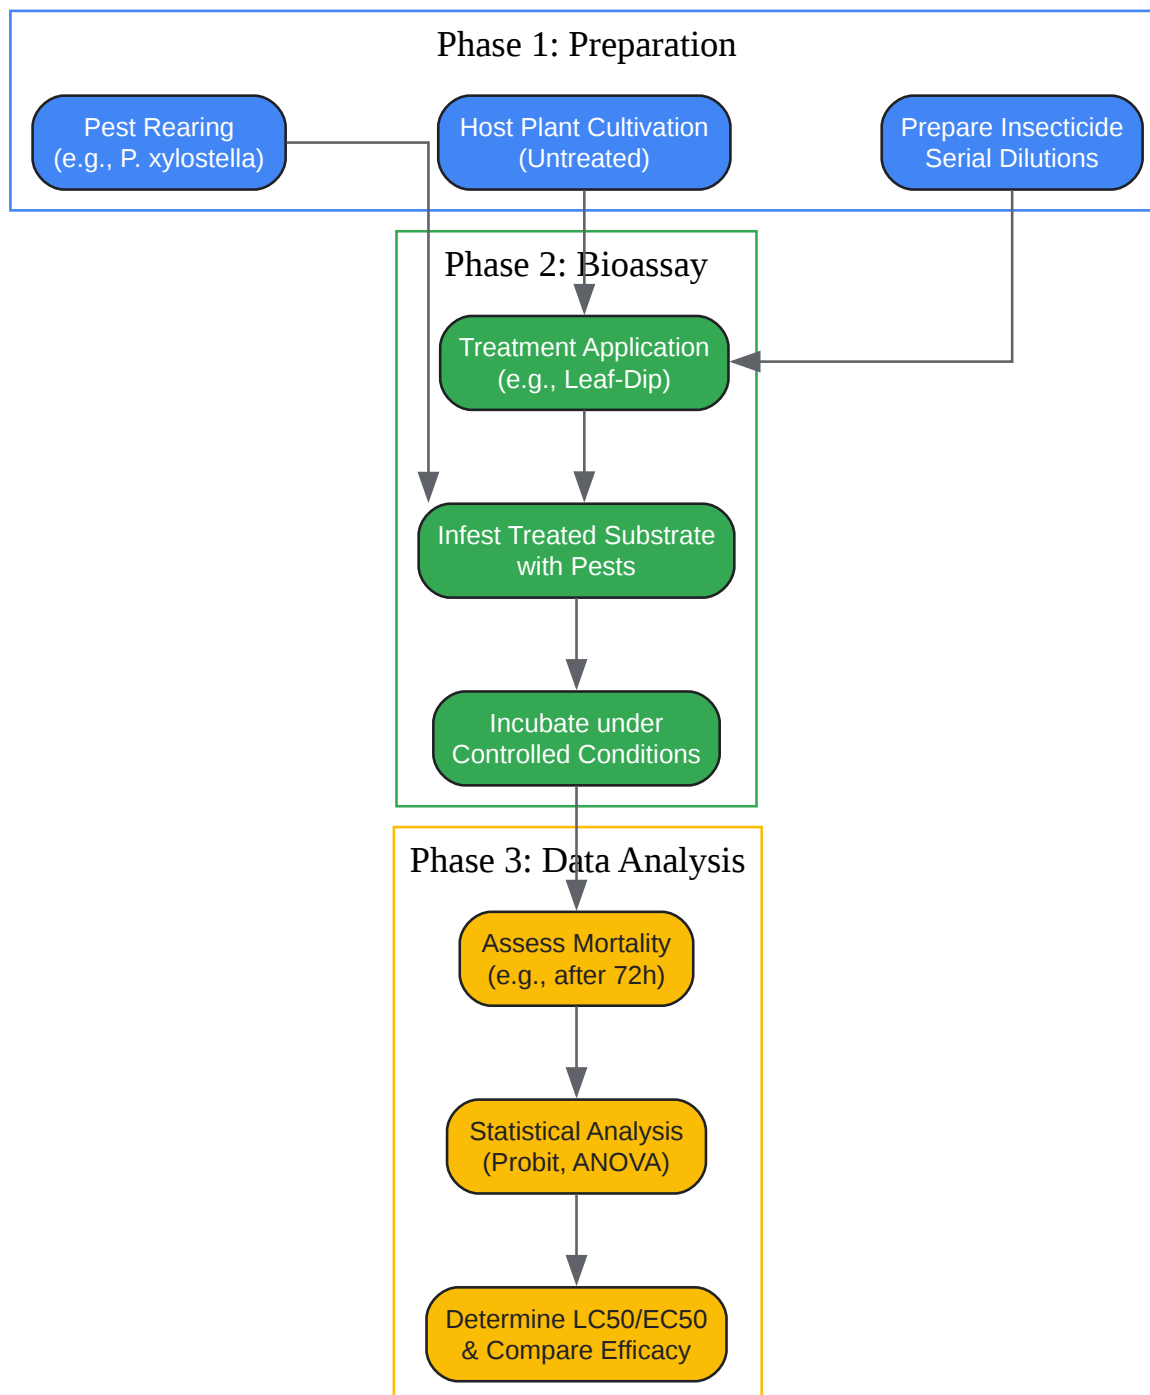 Phase 1: Preparation
Pest Rearing
(e.g., P. xylostella)
Host Plant Cultivation
(Untreated)
Prepare Insecticide
Serial Dilutions
Phase 2: Bioassay
Treatment Application
(e.g., Leaf-Dip)
Infest Treated Substrate
with Pests
Incubate under
Controlled Conditions
Phase 3: Data Analysis
Assess Mortality
(e.g., after 72h)
Statistical Analysis
(Probit, ANOVA)
Determine LC50/EC50
& Compare Efficacy